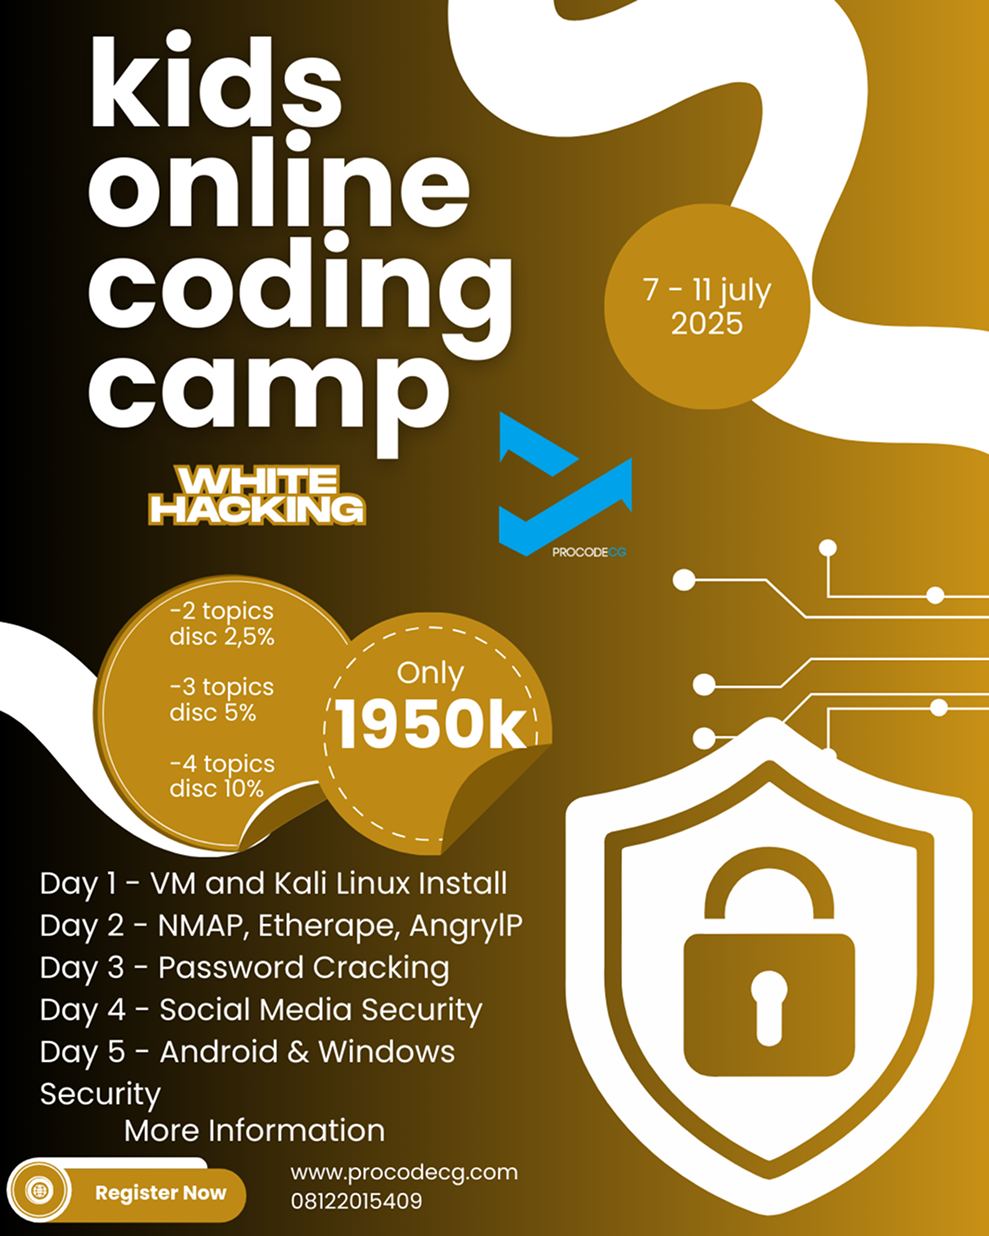 kids
online
coding
camp
7 - 11 july
2025
WHITE
HACKING
PROCODECG
-2 topics
disc 2,5%
-3 topics
disc 5%
-4 topics
disc 10%
Only
1950k
Day 1 - VM and Kali Linux Install
Day 2 - NMAP, Etherape, AngryIP
Day 3 - Password Cracking
Day 4 - Social Media Security
Day 5 - Android & Windows
Security
More Information
Register Now
www.procodecg.com
08122015409